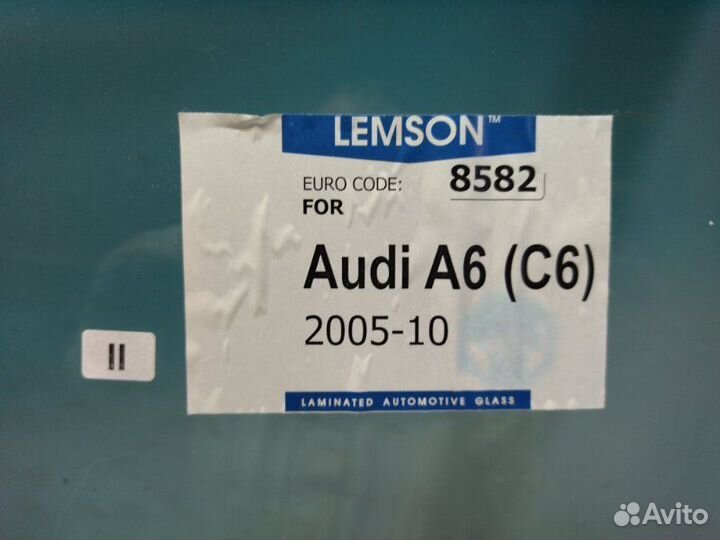 LEMSON™
EURO CODE: 8582
FOR
Audi A6 (C6)
2005-10
LAMINATED AUTOMOTIVE GLASS
II
Avito